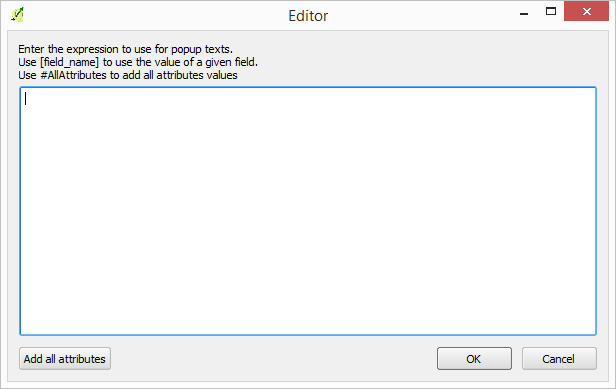 Editor
Enter the expression to use for popup texts.
Use [field_name] to use the value of a given field.
Use #AllAttributes to add all attributes values
Add all attributes
OK
Cancel